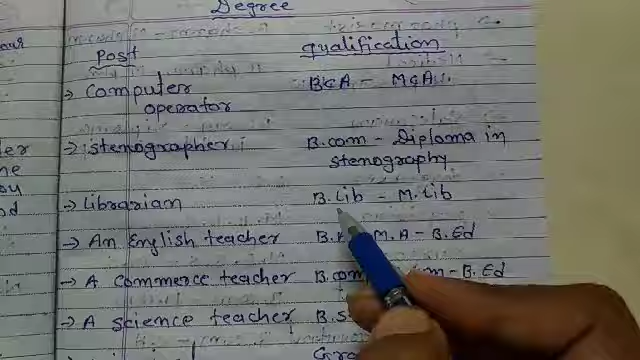 Degree
Post qualification
→ Computer operator BCA - MCA
→ Stenographer B.com - Diploma in stenography
→ Librarian B.Lib - M.Lib
→ An English teacher B.A M.A - B.Ed
→ A commerce teacher B.com - B.Ed
→ A science teacher B.S
Gra